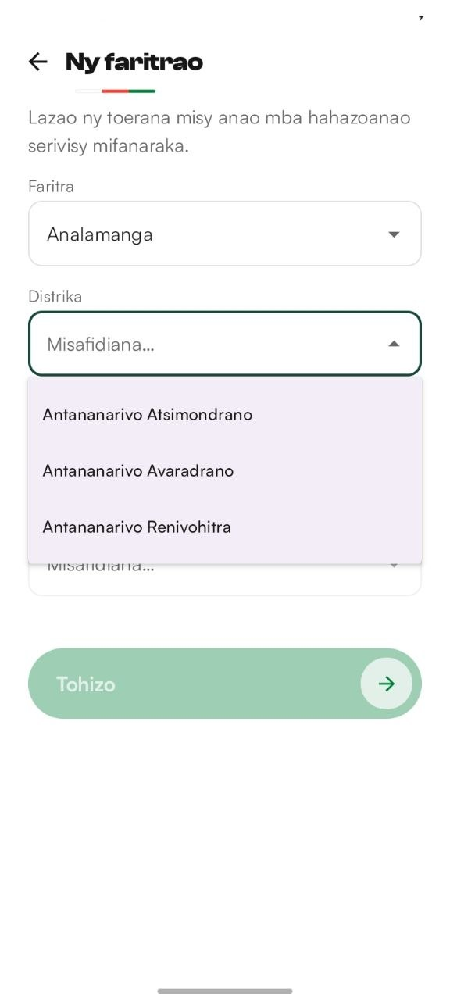 Ny faritrao
Lazao ny toerana misy anao mba hahazoanao
serivisy mifanaraka.
Faritra
Analamanga
Distrika
Misafidiana...
Antananarivo Atsimondrano
Antananarivo Avaradrano
Antananarivo Renivohitra
Misafidiana...
Tohizo